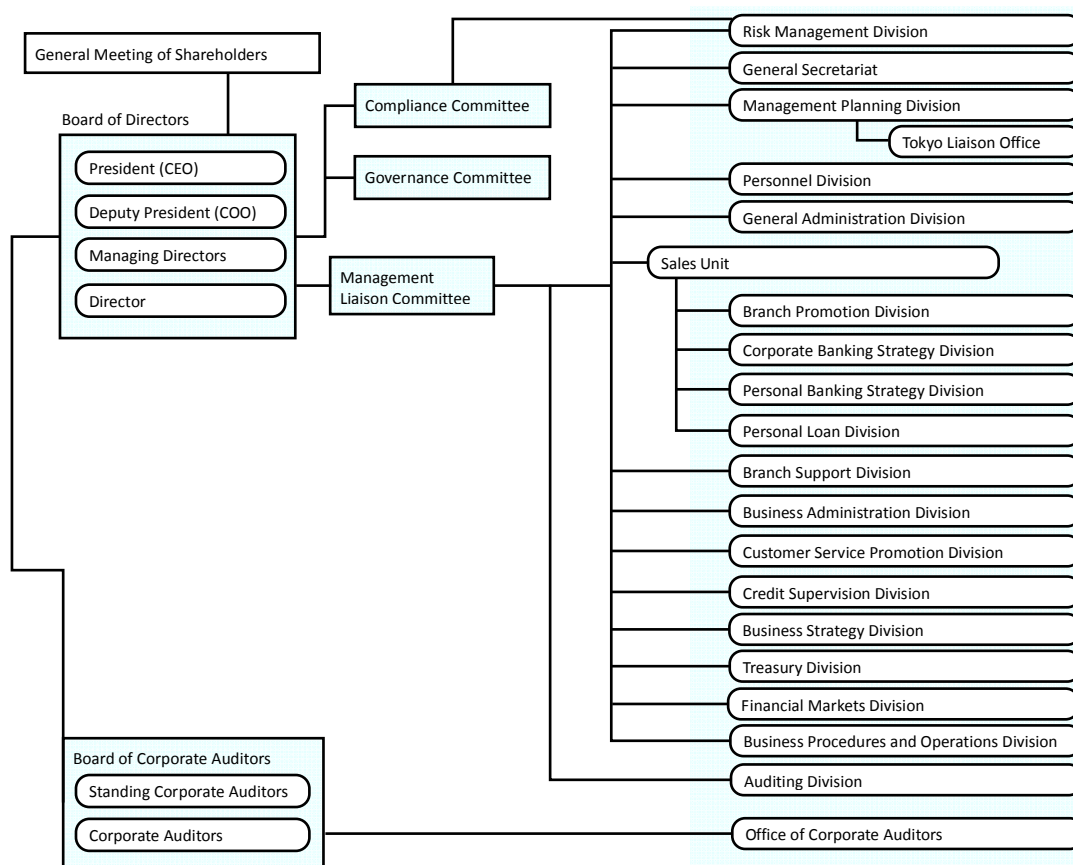 General Meeting of Shareholders
Board of Directors
President (CEO)
Deputy President (COO)
Managing Directors
Director
Compliance Committee
Governance Committee
Management
Liaison Committee
Risk Management Division
General Secretariat
Management Planning Division
Tokyo Liaison Office
Personnel Division
General Administration Division
Sales Unit
Branch Promotion Division
Corporate Banking Strategy Division
Personal Banking Strategy Division
Personal Loan Division
Branch Support Division
Business Administration Division
Customer Service Promotion Division
Credit Supervision Division
Business Strategy Division
Treasury Division
Financial Markets Division
Business Procedures and Operations Division
Auditing Division
Board of Corporate Auditors
Standing Corporate Auditors
Corporate Auditors
Office of Corporate Auditors